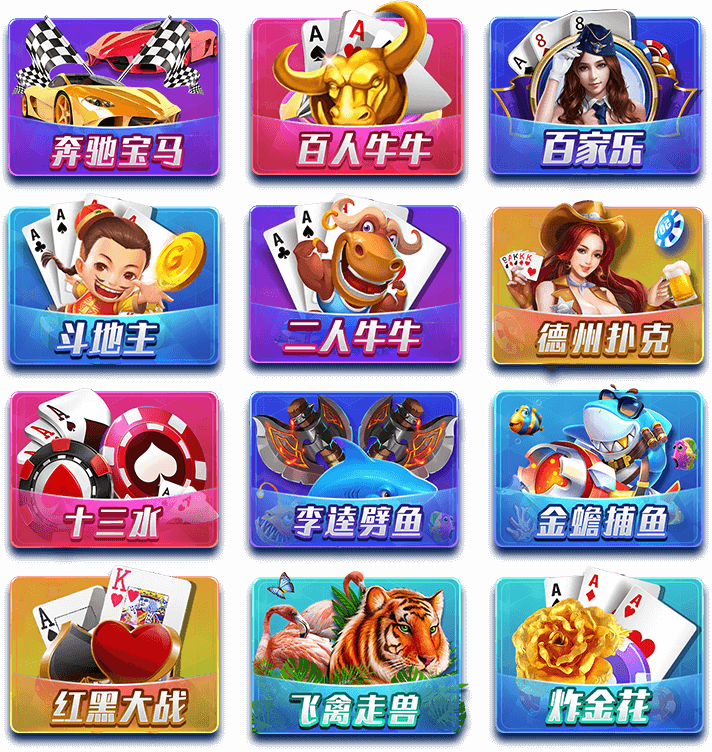 奔驰宝马
百人牛牛
百家乐
斗地主
二人牛牛
德州扑克
十三水
李逵劈鱼
金蟾捕鱼
红黑大战
飞禽走兽
炸金花